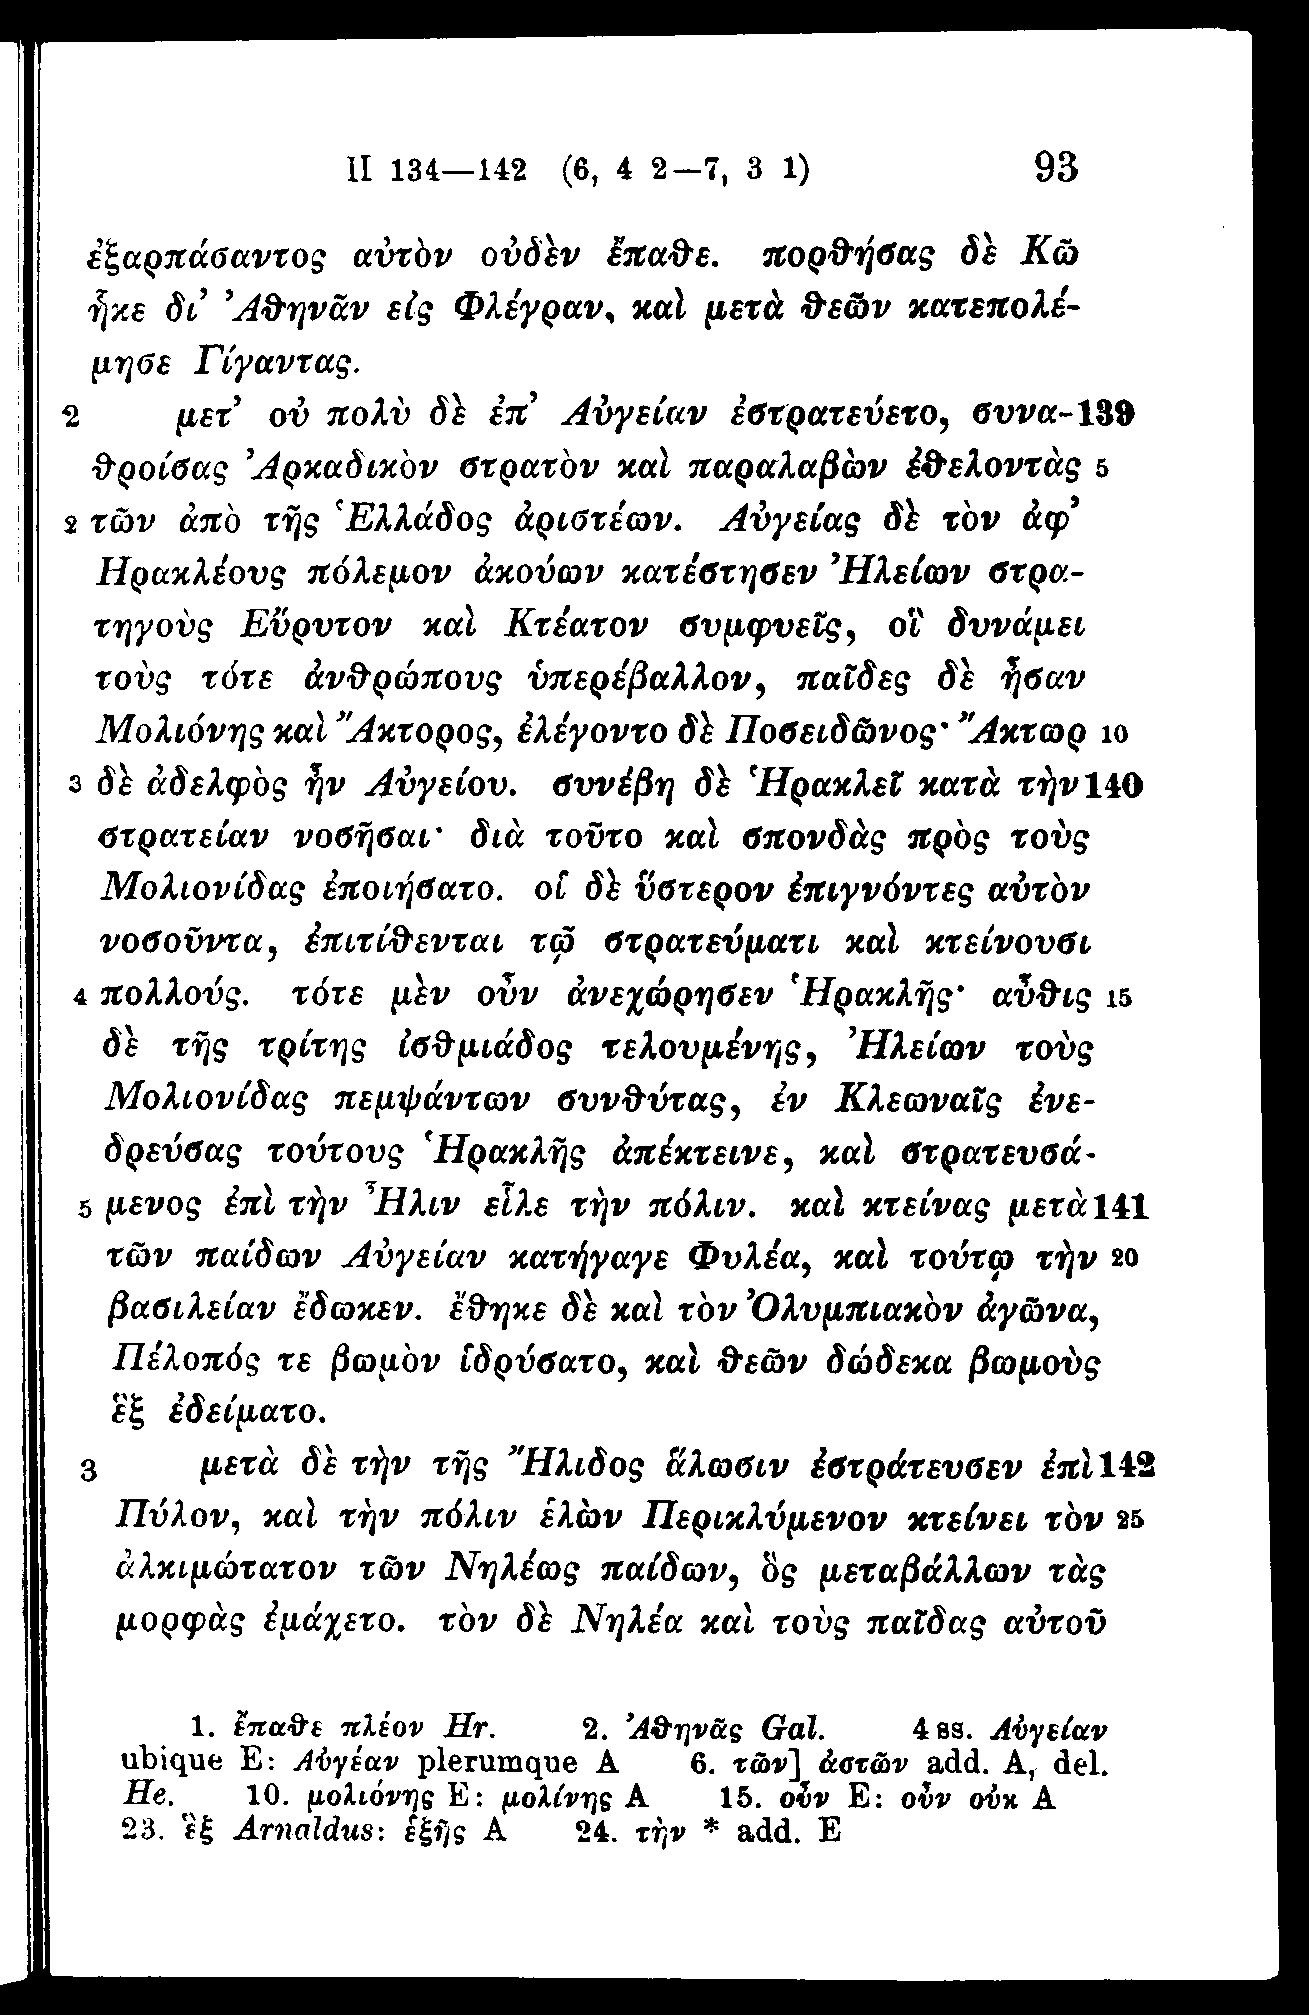 II 134—142 (6, 4 2—7, 3 1) 93
ἐξαρπάσαντος αὐτὸν οὐδὲν ἔπαθε. πορθήσας δὲ Κῶ
ἧκε δι’ Ἀθηνᾶν εἰς Φλέγραν, καὶ μετὰ θεῶν κατεπολέ-
μησε Γίγαντας.
2 μετ’ οὐ πολὺ δὲ ἐπ’ Αὐγείαν ἐστρατεύετο, συνα- 139
θροίσας Ἀρκαδικὸν στρατὸν καὶ παραλαβὼν ἐθελοντὰς 5
2 τῶν ἀπὸ τῆς Ἑλλάδος ἀριστέων. Αὐγείας δὲ τὸν ἀφ’
Ηρακλέους πόλεμον ἀκούων κατέστησεν Ἠλείων στρα-
τηγοὺς Εὔρυτον καὶ Κτέατον συμφυεῖς, οἳ δυνάμει
τοὺς τότε ἀνθρώπους ὑπερέβαλλον, παῖδες δὲ ἦσαν
Μολιόνης καὶ Ἄκτορος, ἐλέγοντο δὲ Ποσειδῶνος· Ἄκτωρ 10
3 δὲ ἀδελφὸς ἦν Αὐγείου. συνέβη δὲ Ἡρακλεῖ κατὰ τὴν 140
στρατείαν νοσῆσαι· διὰ τοῦτο καὶ σπονδὰς πρὸς τοὺς
Μολιονίδας ἐποιήσατο. οἱ δὲ ὕστερον ἐπιγνόντες αὐτὸν
νοσοῦντα, ἐπιτίθενται τῷ στρατεύματι καὶ κτείνουσι
4 πολλούς. τότε μὲν οὖν ἀνεχώρησεν Ἡρακλῆς· αὖθις 15
δὲ τῆς τρίτης ἰσθμιάδος τελουμένης, Ἠλείων τοὺς
Μολιονίδας πεμψάντων συνθύτας, ἐν Κλεωναῖς ἐνε-
δρεύσας τούτους Ἡρακλῆς ἀπέκτεινε, καὶ στρατευσά-
5 μενος ἐπὶ τὴν Ἦλιν εἷλε τὴν πόλιν. καὶ κτείνας μετὰ 141
τῶν παίδων Αὐγείαν κατήγαγε Φυλέα, καὶ τούτῳ τὴν 20
βασιλείαν ἔδωκεν. ἔθηκε δὲ καὶ τὸν Ὀλυμπιακὸν ἀγῶνα,
Πέλοπός τε βωμὸν ἱδρύσατο, καὶ θεῶν δώδεκα βωμοὺς
ἓξ ἐδείματο.
3 μετὰ δὲ τὴν τῆς Ἤλιδος ἅλωσιν ἐστράτευσεν ἐπὶ 142
Πύλον, καὶ τὴν πόλιν ἑλὼν Περικλύμενον κτείνει τὸν 25
ἀλκιμώτατον τῶν Νηλέως παίδων, ὃς μεταβάλλων τὰς
μορφὰς ἐμάχετο. τὸν δὲ Νηλέα καὶ τοὺς παῖδας αὐτοῦ
1. ἔπαθε πλέον Hr. 2. Ἀθηνᾶς Gal. 4 ss. Αὐγείαν
ubique E: Αὐγέαν plerumque A 6. τῶν] ἀστῶν add. A, del.
He. 10. μολιόνης E: μολίνης A 15. οὖν E: οὖν οὐκ A
23. ἓξ Arnaldus: ἑξῆς A 24. τὴν * add. E